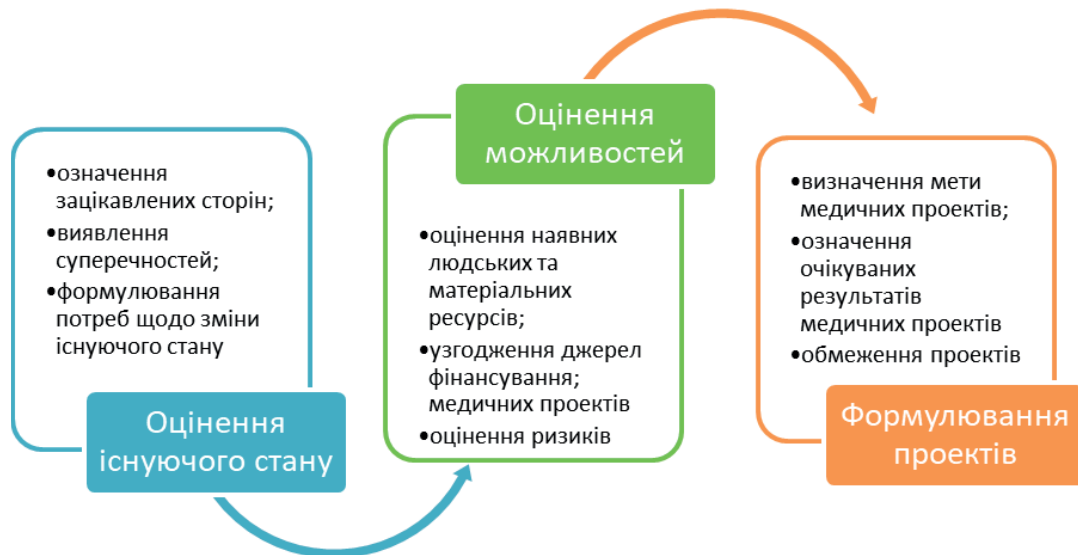 •означення
зацікавлених сторін;
•виявлення
суперечностей;
•формулювання
потреб щодо зміни
існуючого стану
Оцінення
існуючого стану
Оцінення
можливостей
•оцінення наявних
людських та
матеріальних
ресурсів;
•узгодження джерел
фінансування;
медичних проектів
•оцінення ризиків
•визначення мети
медичних проектів;
•означення
очікуваних
результатів
медичних проектів
•обмеження проектів
Формулювання
проектів